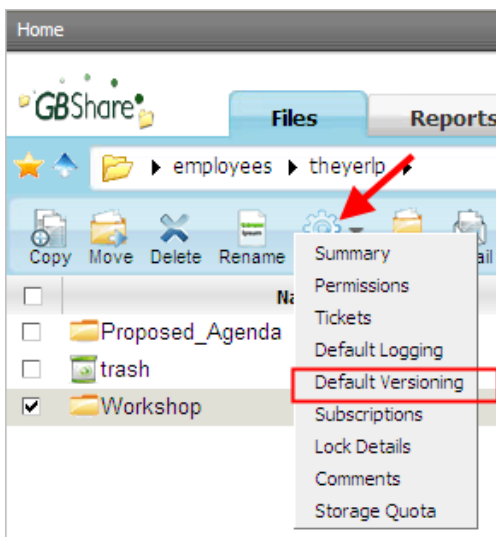 Home
GBShare
Files Reports
employees theyerlp
Copy Move Delete Rename
Proposed_Agenda
trash
Workshop
Summary
Permissions
Tickets
Default Logging
Default Versioning
Subscriptions
Lock Details
Comments
Storage Quota